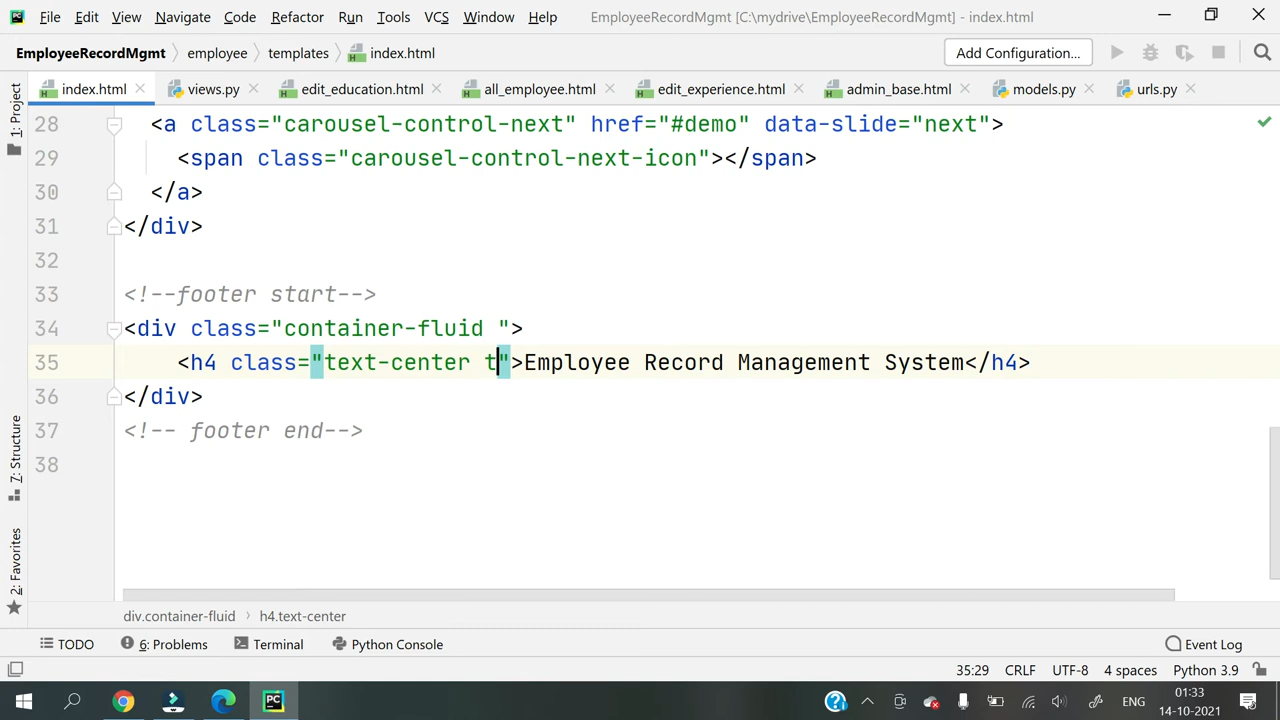 File Edit View Navigate Code Refactor Run Tools VCS Window Help EmployeeRecordMgmt [C:\mydrive\EmployeeRecordMgmt] - index.html
EmployeeRecordMgmt employee templates index.html Add Configuration...
index.html views.py edit_education.html all_employee.html edit_experience.html admin_base.html models.py urls.py
1: Project
7: Structure
2: Favorites
28 <a class="carousel-control-next" href="#demo" data-slide="next">
29 <span class="carousel-control-next-icon"></span>
30 </a>
31 </div>
32
33 <!--footer start-->
34 <div class="container-fluid ">
35 <h4 class="text-center t">Employee Record Management System</h4>
36 </div>
37 <!-- footer end-->
38
div.container-fluid h4.text-center
TODO 6: Problems Terminal Python Console Event Log
35:29 CRLF UTF-8 4 spaces Python 3.9
PC ENG 01:33
14-10-2021